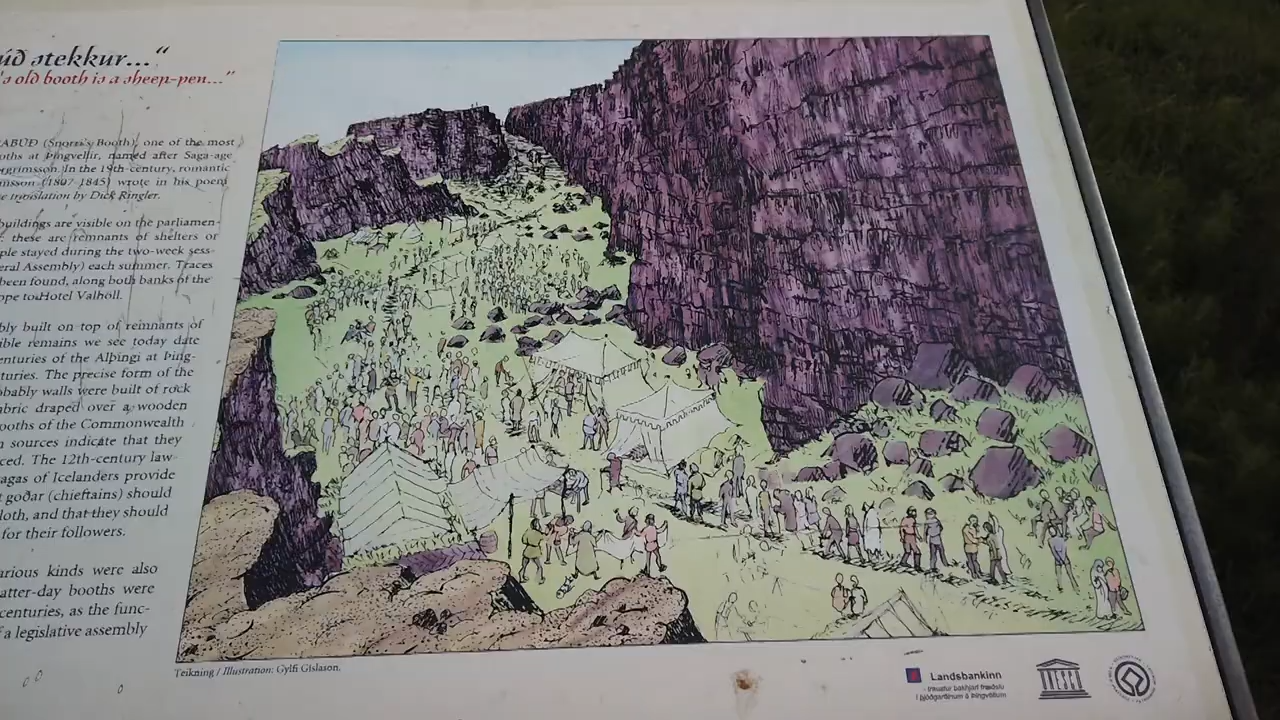 úð stekkur..."
's old booth is a sheep-pen..."
ABÚÐ (Snorri's Booth), one of the most
oths at Þingvellir, named after Saga-age
rgrímsson. In the 19th-century, romantic
msson (1807-1845) wrote in his poem
e translation by Dick Ringler.
buildings are visible on the parliamen-
: these are remnants of shelters or
ple stayed during the two-week sess-
eral Assembly) each summer. Traces
been found, along both banks of the
ope to Hotel Valhöll.
bly built on top of remnants of
ible remains we see today date
enturies of the Alþingi at Þing-
turies. The precise form of the
obably walls were built of rock
abric draped over a wooden
ooths of the Commonwealth
n sources indicate that they
ced. The 12th-century law-
agas of Icelanders provide
t goðar (chieftains) should
loth, and that they should
for their followers.
arious kinds were also
atter-day booths were
centuries, as the func-
a legislative assembly
Teikning / Illustration: Gylfi Gíslason.
Landsbankinn
- traustur bakhjarl fræðslu
í þjóðgarðinum á Þingvöllum
UNESCO